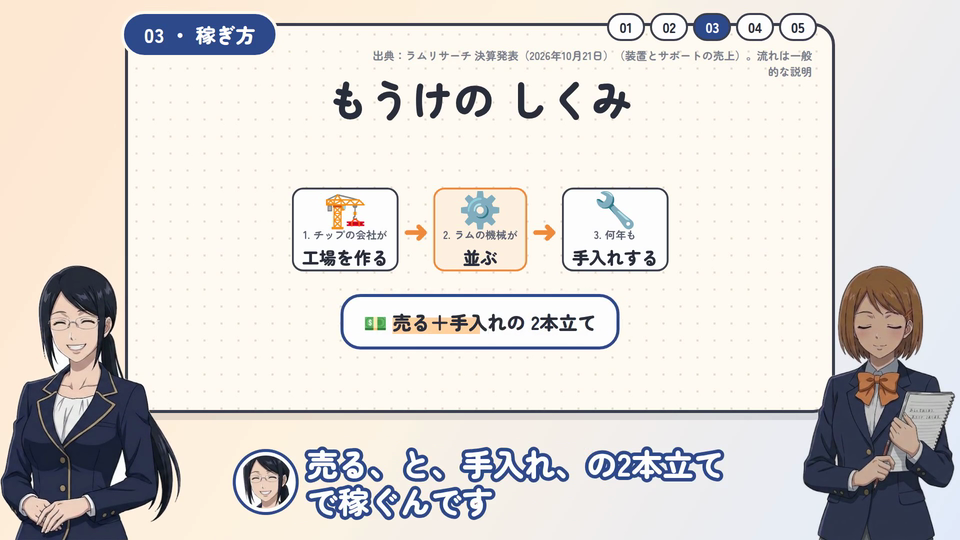 03 ・ 稼ぎ方
01 02 03 04 05
出典：ラムリサーチ 決算発表（2026年10月21日）（装置とサポートの売上）。流れは一般
的な説明
もうけの しくみ
1. チップの会社が
工場を作る
2. ラムの機械が
並ぶ
3. 何年も
手入れする
売る＋手入れの 2本立て
売る、と、手入れ、の2本立て
で稼ぐんです